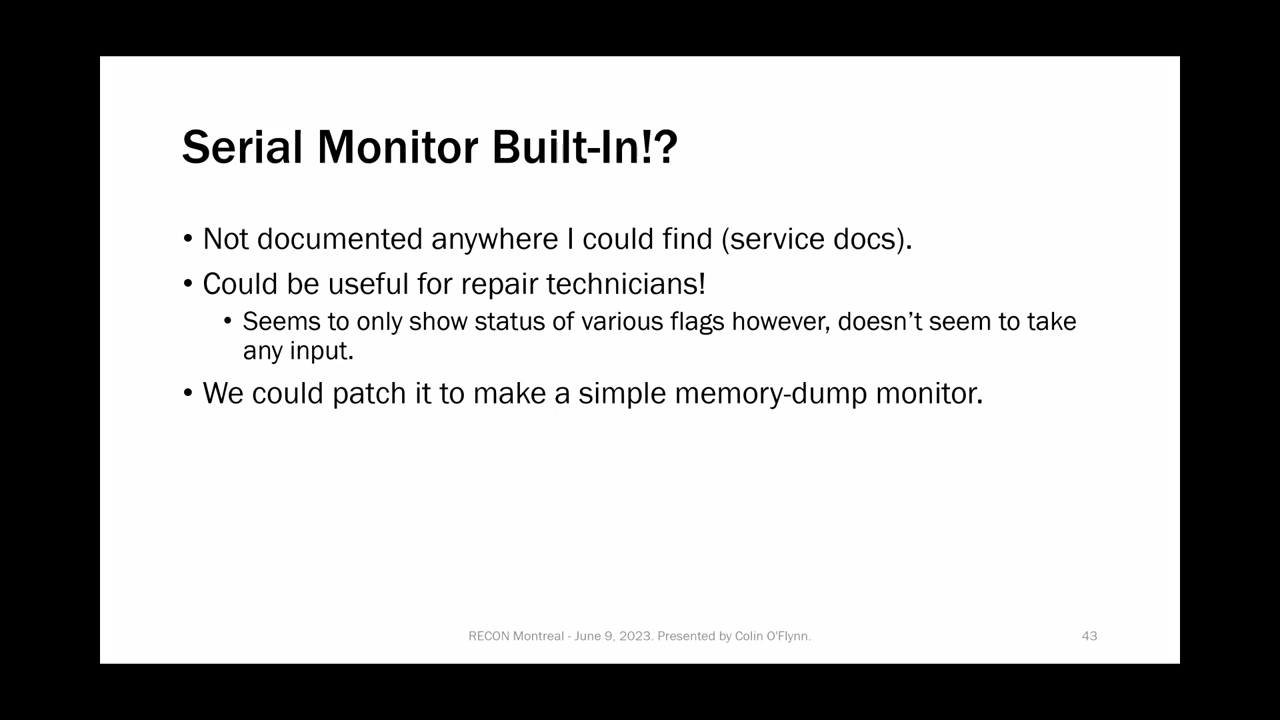 Serial Monitor Built-In!?
• Not documented anywhere I could find (service docs).
• Could be useful for repair technicians!
• Seems to only show status of various flags however, doesn’t seem to take
any input.
• We could patch it to make a simple memory-dump monitor.
RECON Montreal - June 9, 2023. Presented by Colin O'Flynn.
43